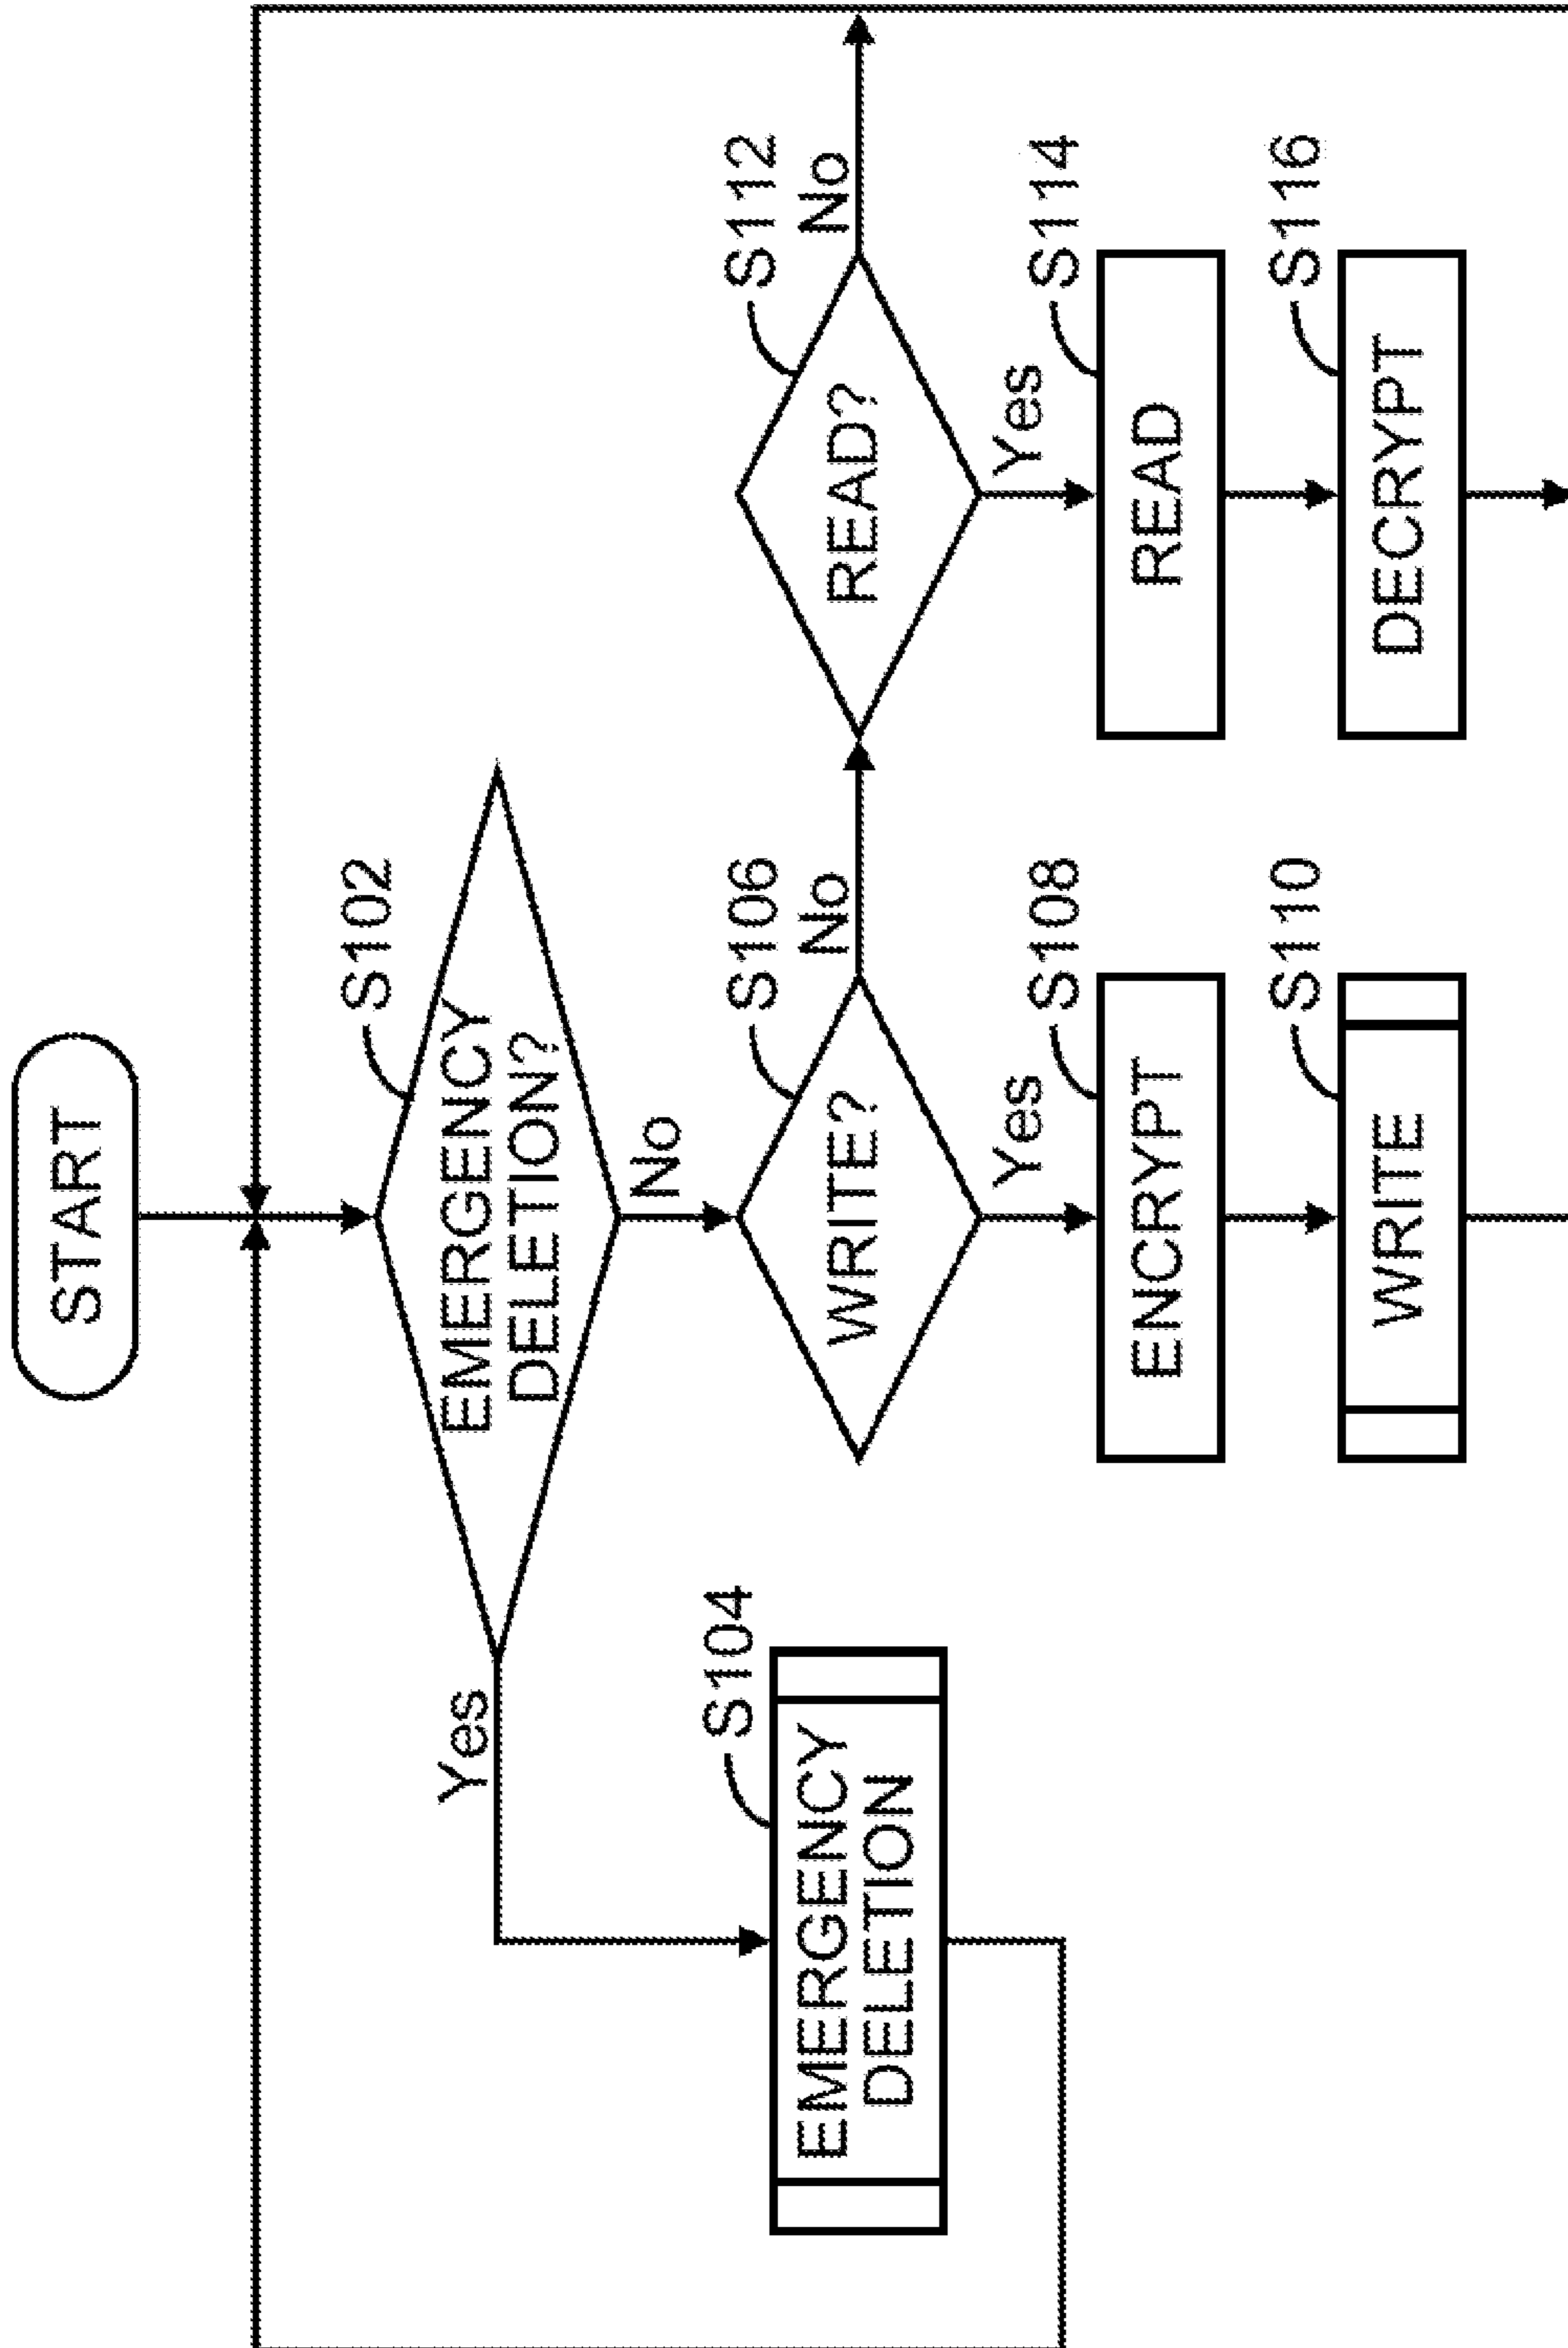 START
S102
EMERGENCY
DELETION?
Yes
No
S104
EMERGENCY
DELETION
S106
WRITE?
No
Yes
S112
READ?
No
Yes
S108
ENCRYPT
S114
READ
S110
WRITE
S116
DECRYPT